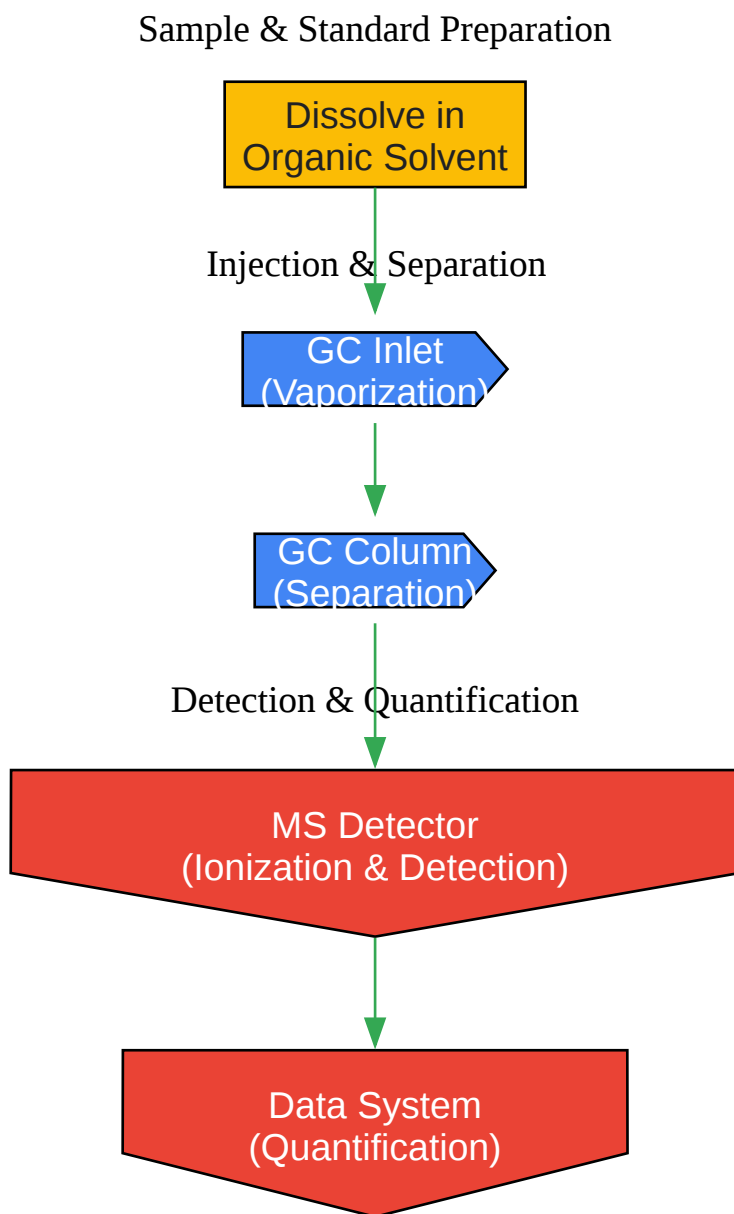 Sample & Standard Preparation
Dissolve in
Organic Solvent
Injection & Separation
GC Inlet
(Vaporization)
GC Column
(Separation)
Detection & Quantification
MS Detector
(Ionization & Detection)
Data System
(Quantification)